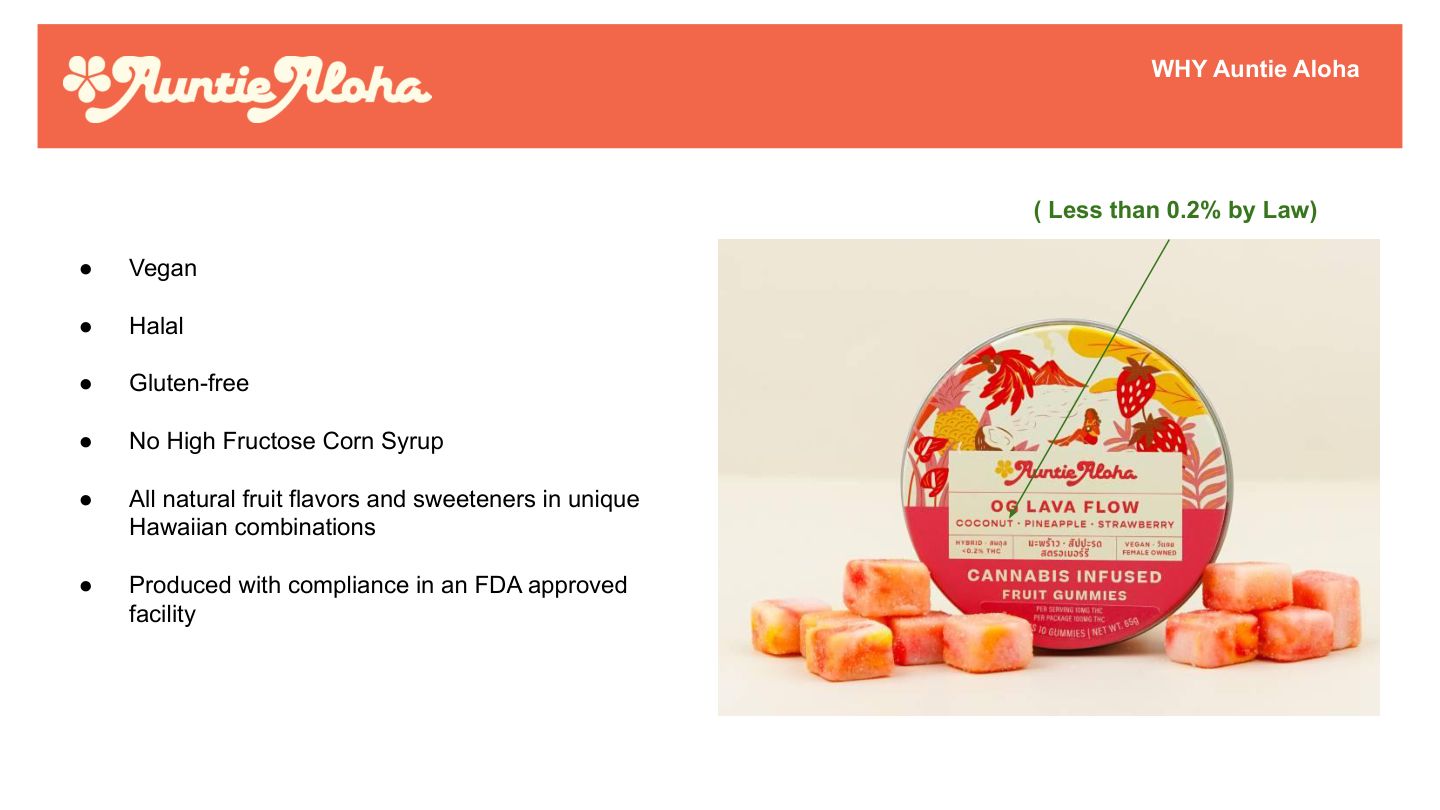 Auntie Aloha
WHY Auntie Aloha
( Less than 0.2% by Law)
● Vegan
● Halal
● Gluten-free
● No High Fructose Corn Syrup
● All natural fruit flavors and sweeteners in unique
Hawaiian combinations
● Produced with compliance in an FDA approved
facility
Auntie Aloha
OG LAVA FLOW
COCONUT · PINEAPPLE · STRAWBERRY
HYBRID · สมดุล
<0.2% THC
มะพร้าว · สัปปะรด
สตรอเบอร์รี่
VEGAN · วีแกน
FEMALE OWNED
CANNABIS INFUSED
FRUIT GUMMIES
PER SERVING 10MG THC
PER PACKAGE 100MG THC
10 GUMMIES | NET WT. 65g